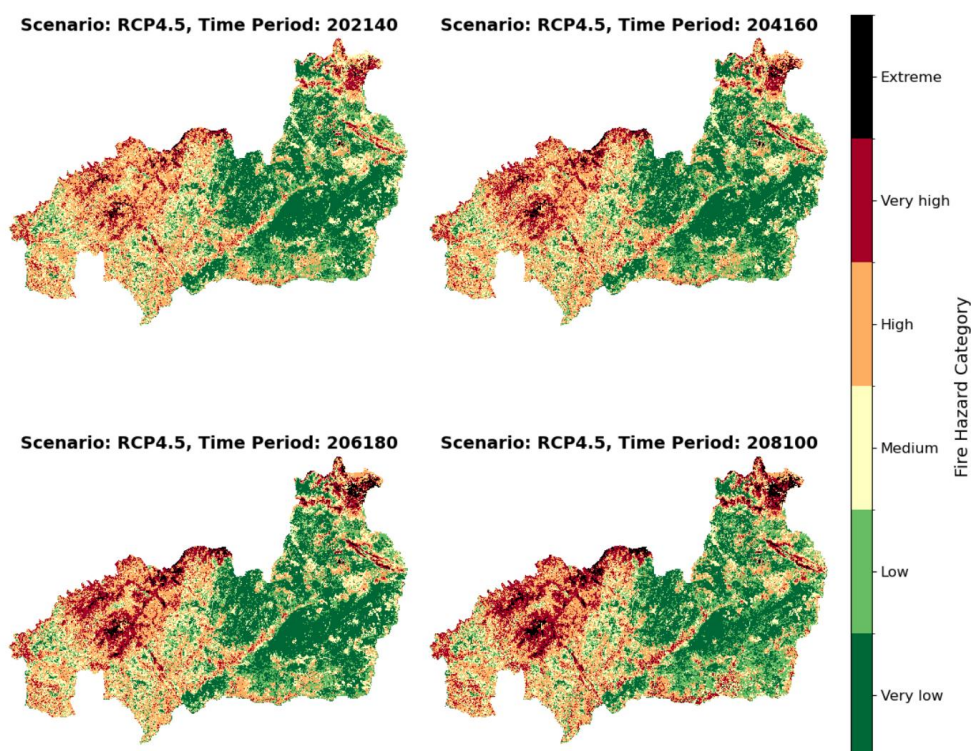 Scenario: RCP4.5, Time Period: 202140
Scenario: RCP4.5, Time Period: 204160
Scenario: RCP4.5, Time Period: 206180
Scenario: RCP4.5, Time Period: 208100
Extreme
Very high
High
Medium
Low
Very low
Fire Hazard Category